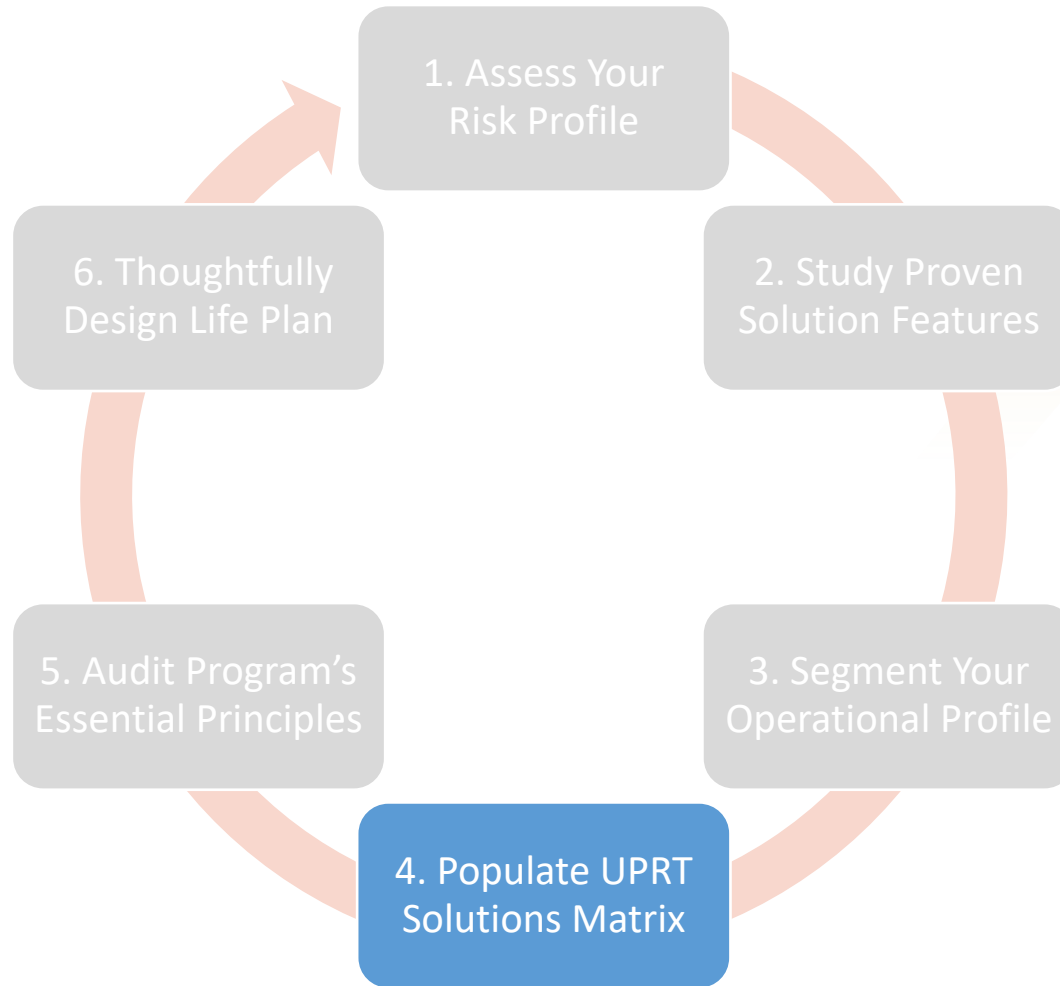 1. Assess Your
Risk Profile
2. Study Proven
Solution Features
3. Segment Your
Operational Profile
4. Populate UPRT
Solutions Matrix
5. Audit Program’s
Essential Principles
6. Thoughtfully
Design Life Plan